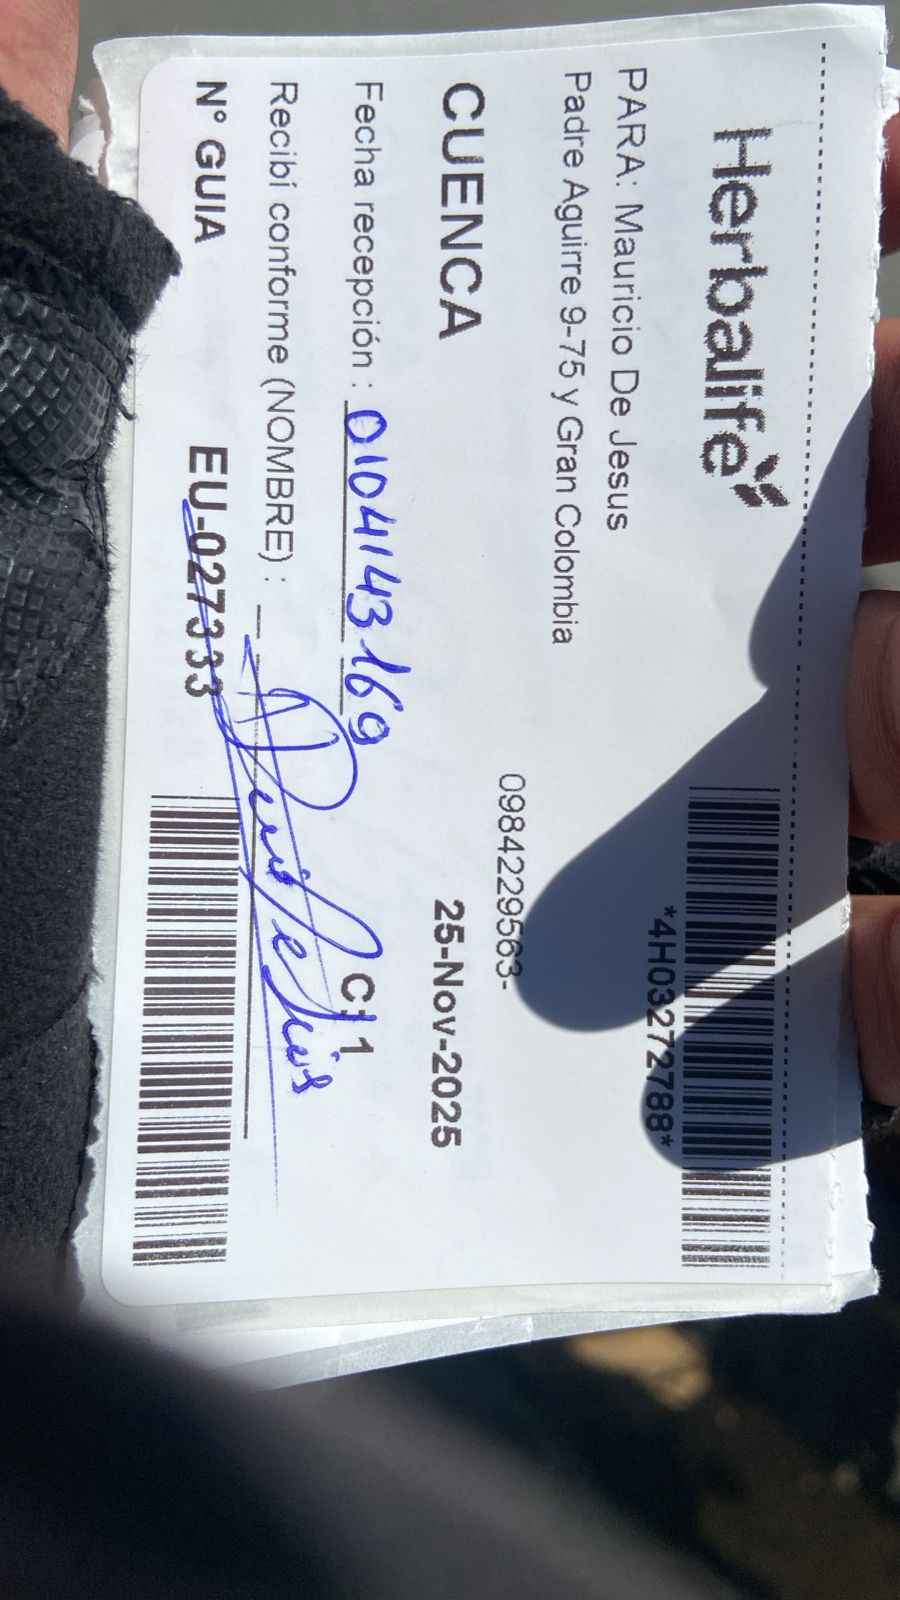 Herbalife
*4H03272788*
PARA: Mauricio De Jesus
Padre Aguirre 9-75 y Gran Colombia
0984229563-
CUENCA 25-Nov-2025
Fecha recepción : 0104143169 C: 1
Recibí conforme (NOMBRE) :
N° GUIA EU-027333